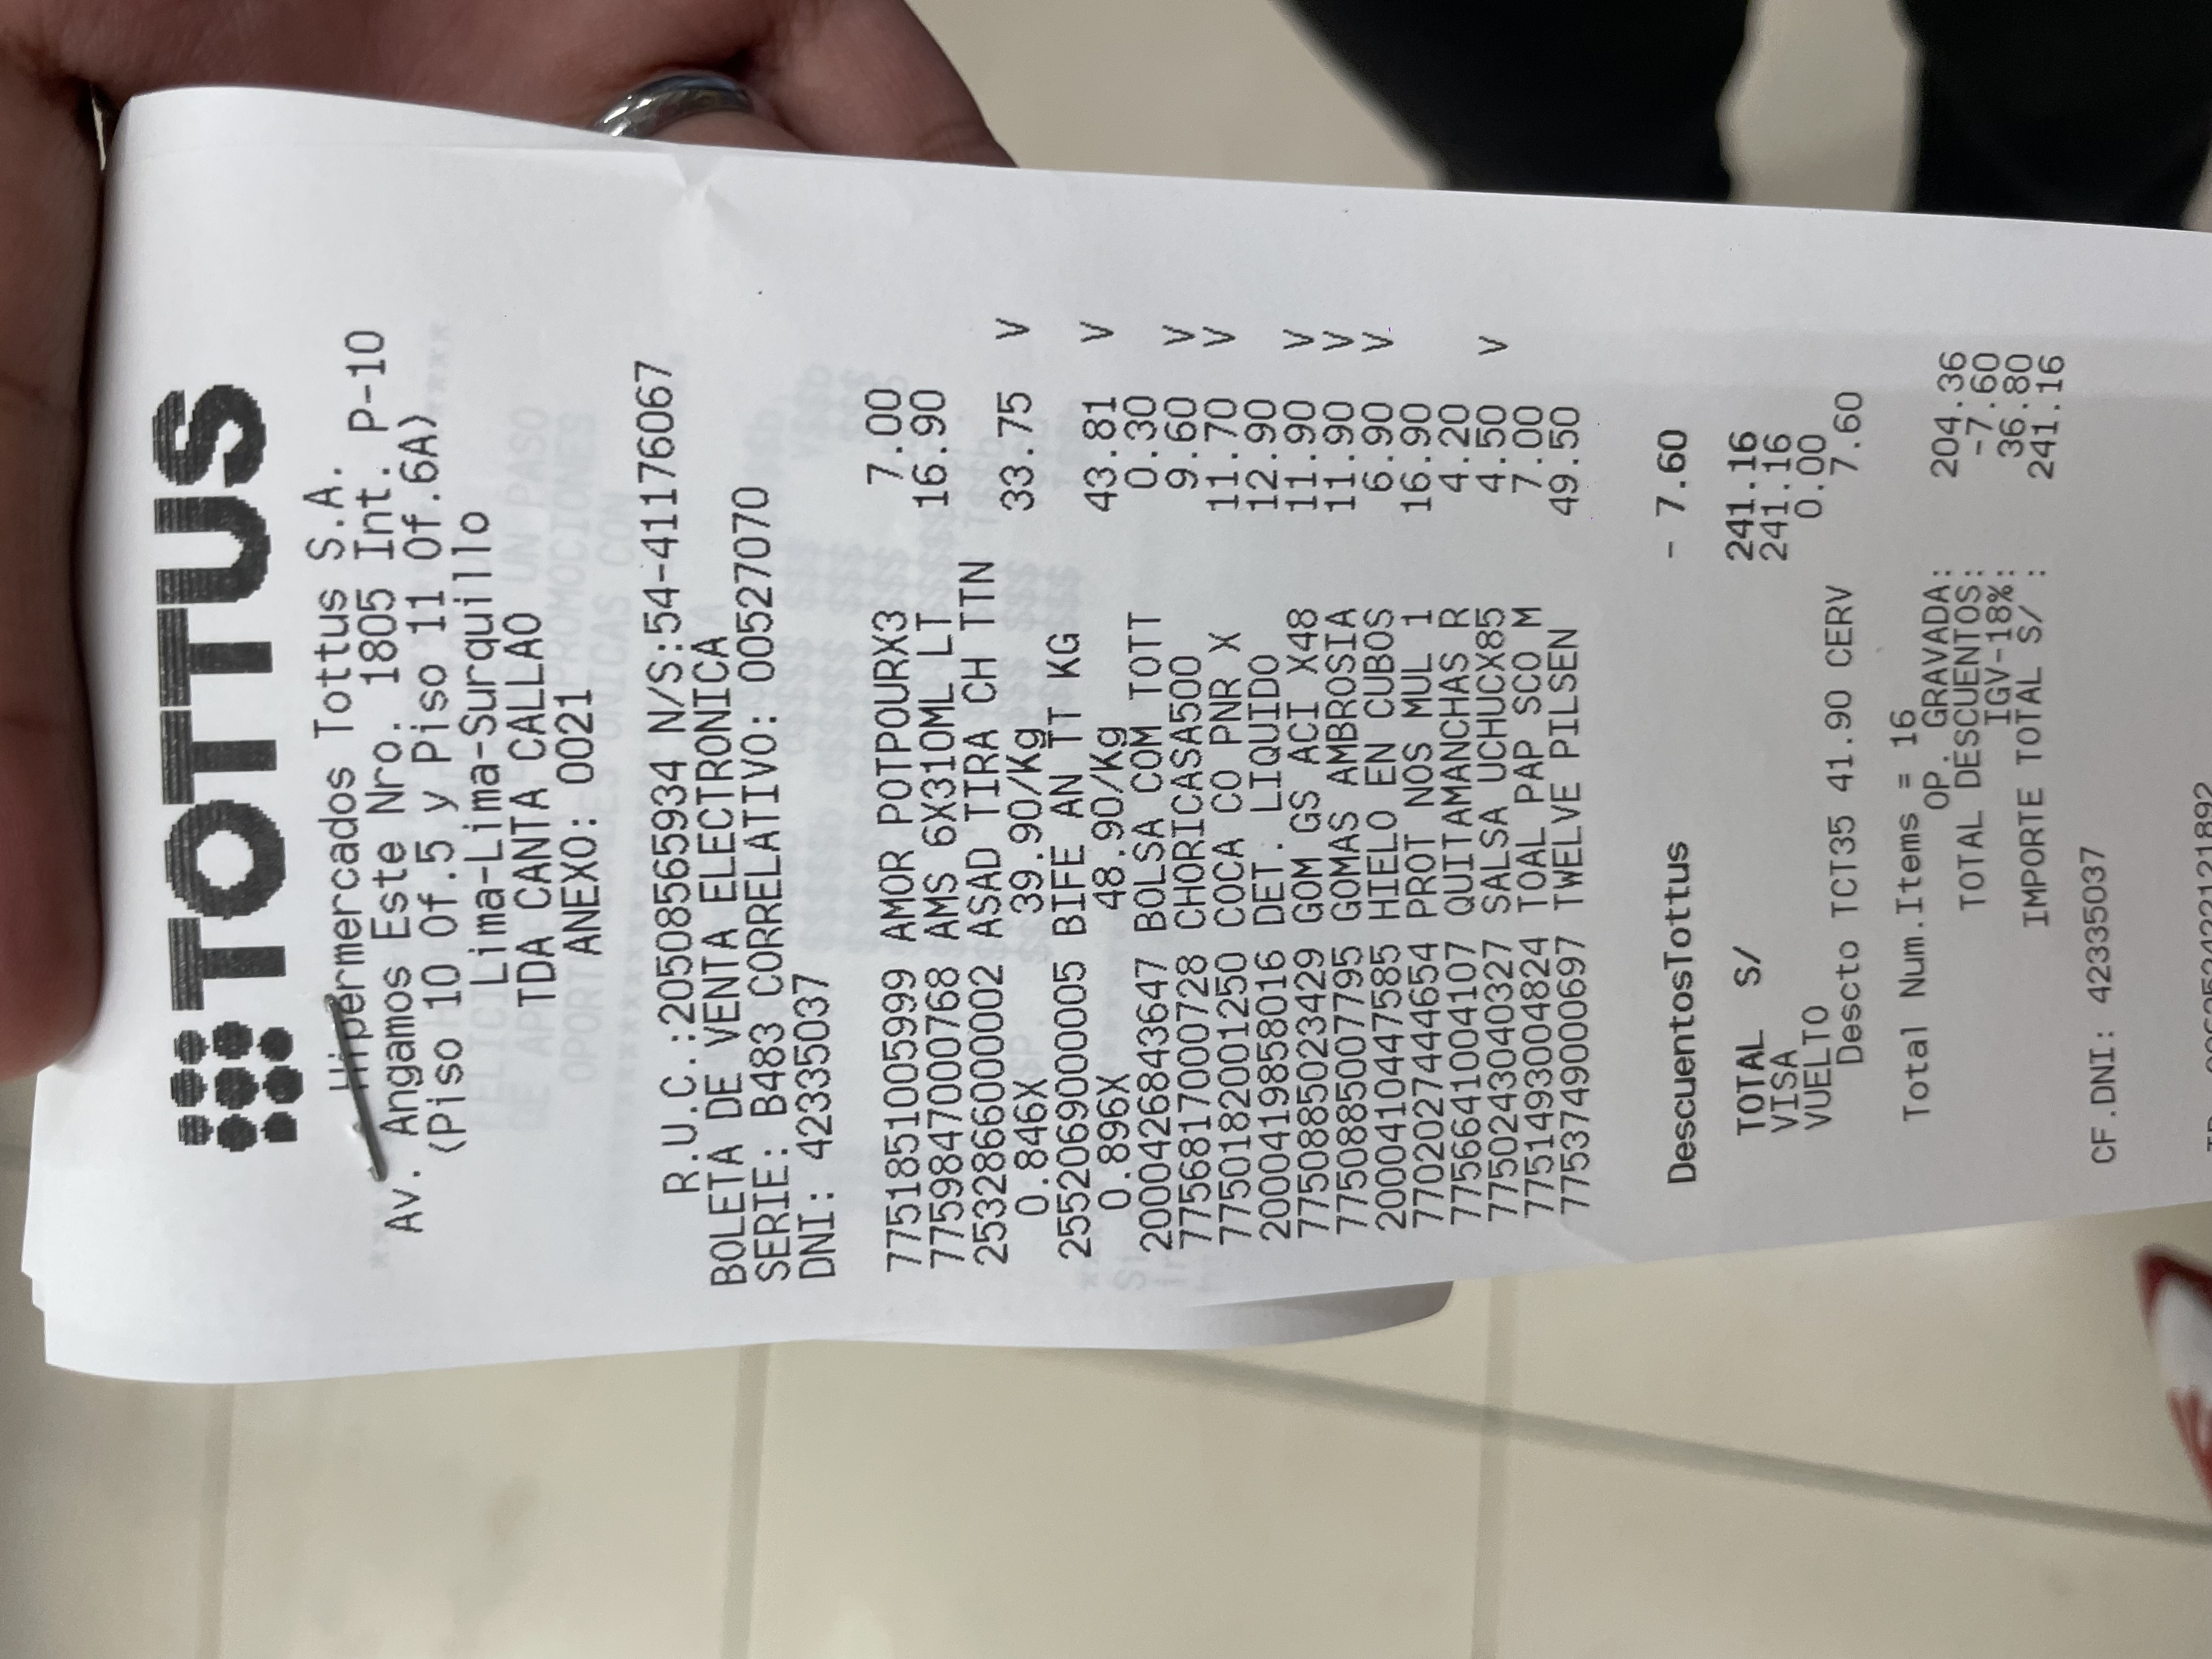 TOTTUS
Hipermercados Tottus S.A.
Av. Angamos Este Nro. 1805 Int. P-10
(Piso 10 Of.5 y Piso 11 Of.6A)
Lima-Lima-Surquillo
TDA CANTA CALLAO
ANEXO: 0021
R.U.C.:20508565934 N/S:54-41176067
BOLETA DE VENTA ELECTRONICA
SERIE: B483 CORRELATIVO: 00527070
DNI: 42335037
7751851005999 AMOR POTPOURX3 7.00
7759847000768 AMS 6X310ML LT 16.90
2532866000002 ASAD TIRA CH TTN
0.846X 39.90/Kg 33.75 V
2552069000005 BIFE AN TT KG
0.896X 48.90/Kg 43.81 V
2000426843647 BOLSA COM TOTT 0.30
7756817000728 CHORICASA500 9.60 V
7750182001250 COCA CO PNR X 11.70 V
2000419858016 DET. LIQUIDO 12.90
7750885023429 GOM GS ACI X48 11.90 V
7750885007795 GOMAS AMBROSIA 11.90 V
2000410447585 HIELO EN CUBOS 6.90 V
7702027444654 PROT NOS MUL 1 16.90
7756641004107 QUITAMANCHAS R 4.20
7750243040327 SALSA UCHUCX85 4.50 V
7751493004824 TOAL PAP SCO M 7.00
7753749000697 TWELVE PILSEN 49.50
DescuentosTottus - 7.60
TOTAL S/ 241.16
VISA 241.16
VUELTO 0.00
Descto TCT35 41.90 CERV 7.60
Total Num.Items = 16
OP. GRAVADA: 204.36
TOTAL DESCUENTOS: -7.60
IGV-18%: 36.80
IMPORTE TOTAL S/ : 241.16
CF.DNI: 42335037